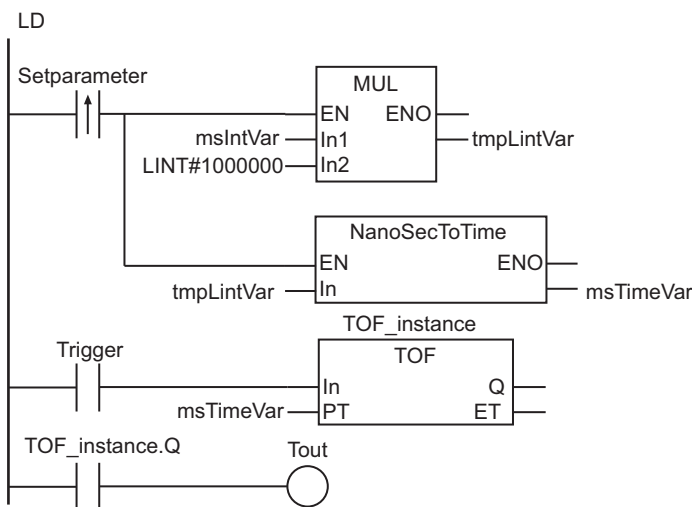 LD
Setparameter
MUL
EN ENO
msIntVar In1 tmpLintVar
LINT#1000000 In2
NanoSecToTime
EN ENO
tmpLintVar In msTimeVar
TOF_instance
Trigger TOF
In Q
msTimeVar PT ET
TOF_instance.Q Tout